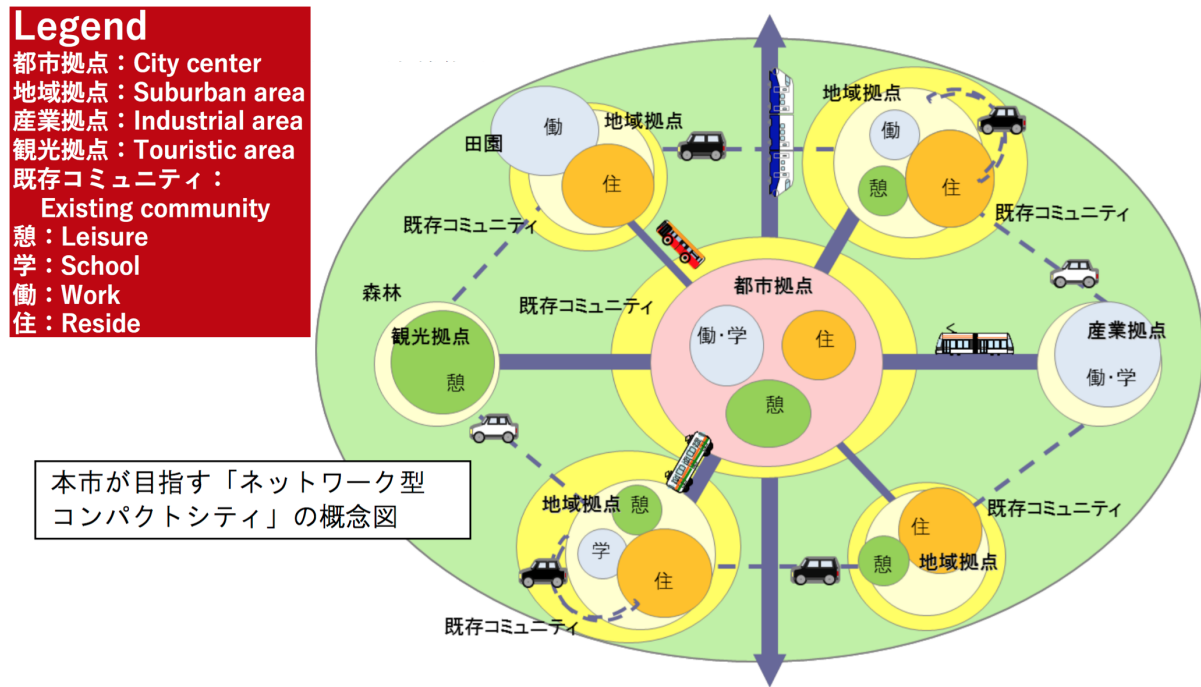 Legend
都市拠点：City center
地域拠点：Suburban area
産業拠点：Industrial area
観光拠点：Touristic area
既存コミュニティ：
Existing community
憩：Leisure
学：School
働：Work
住：Reside
働
地域拠点
田園
住
既存コミュニティ
地域拠点
働
憩
住
既存コミュニティ
森林
既存コミュニティ
都市拠点
働・学
住
憩
観光拠点
憩
産業拠点
働・学
本市が目指す「ネットワーク型
コンパクトシティ」の概念図
地域拠点
憩
学
住
既存コミュニティ
住
憩
地域拠点
既存コミュニティ